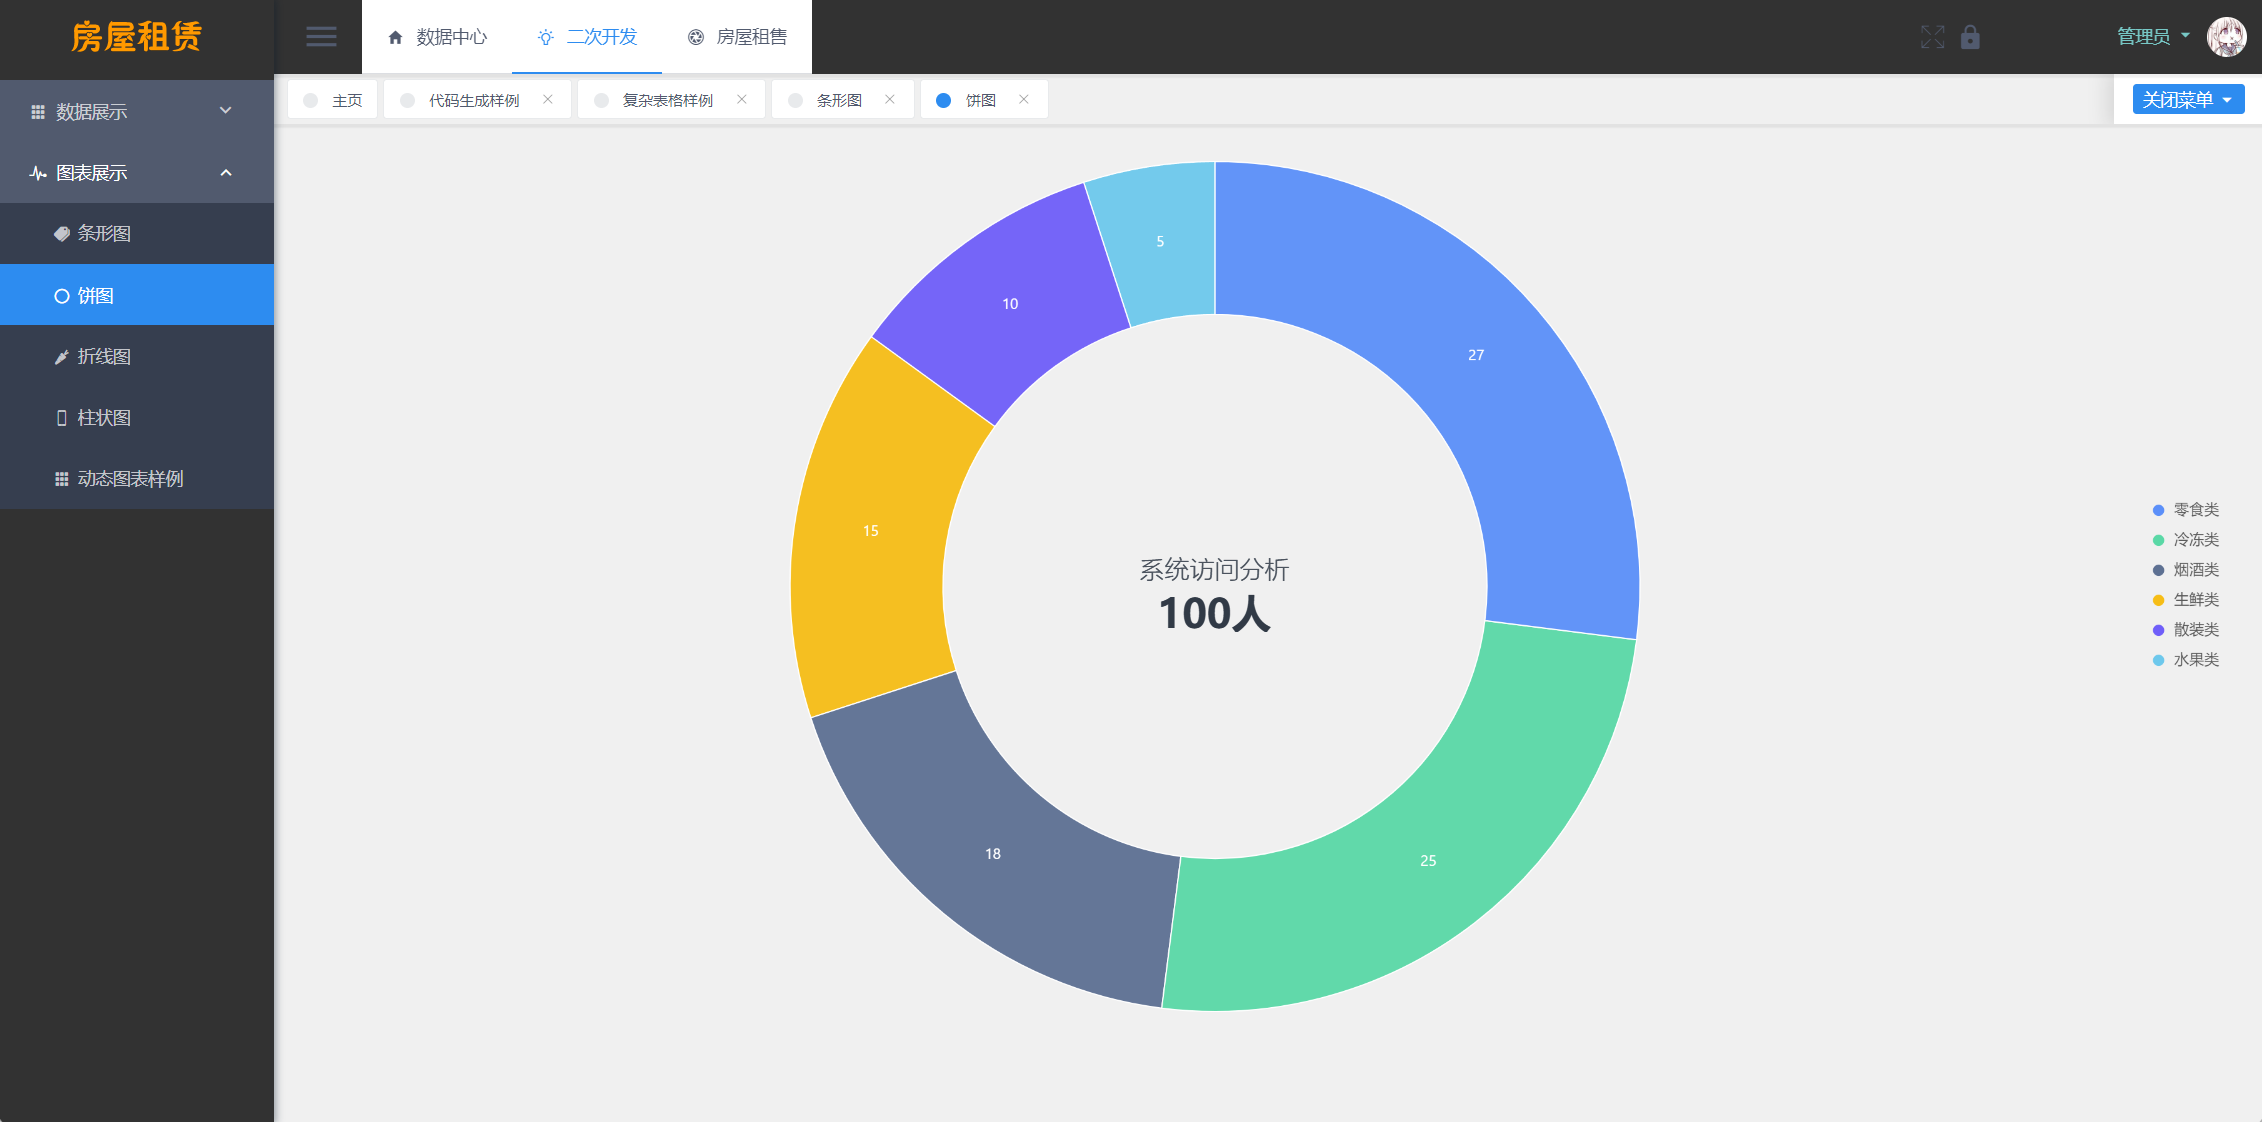 房屋租赁
数据中心
二次开发
房屋租售
管理员
主页
代码生成样例
复杂表格样例
条形图
饼图
关闭菜单
数据展示
图表展示
条形图
饼图
折线图
柱状图
动态图表样例
5
10
27
15
18
25
系统访问分析
100人
零食类
冷冻类
烟酒类
生鲜类
散装类
水果类